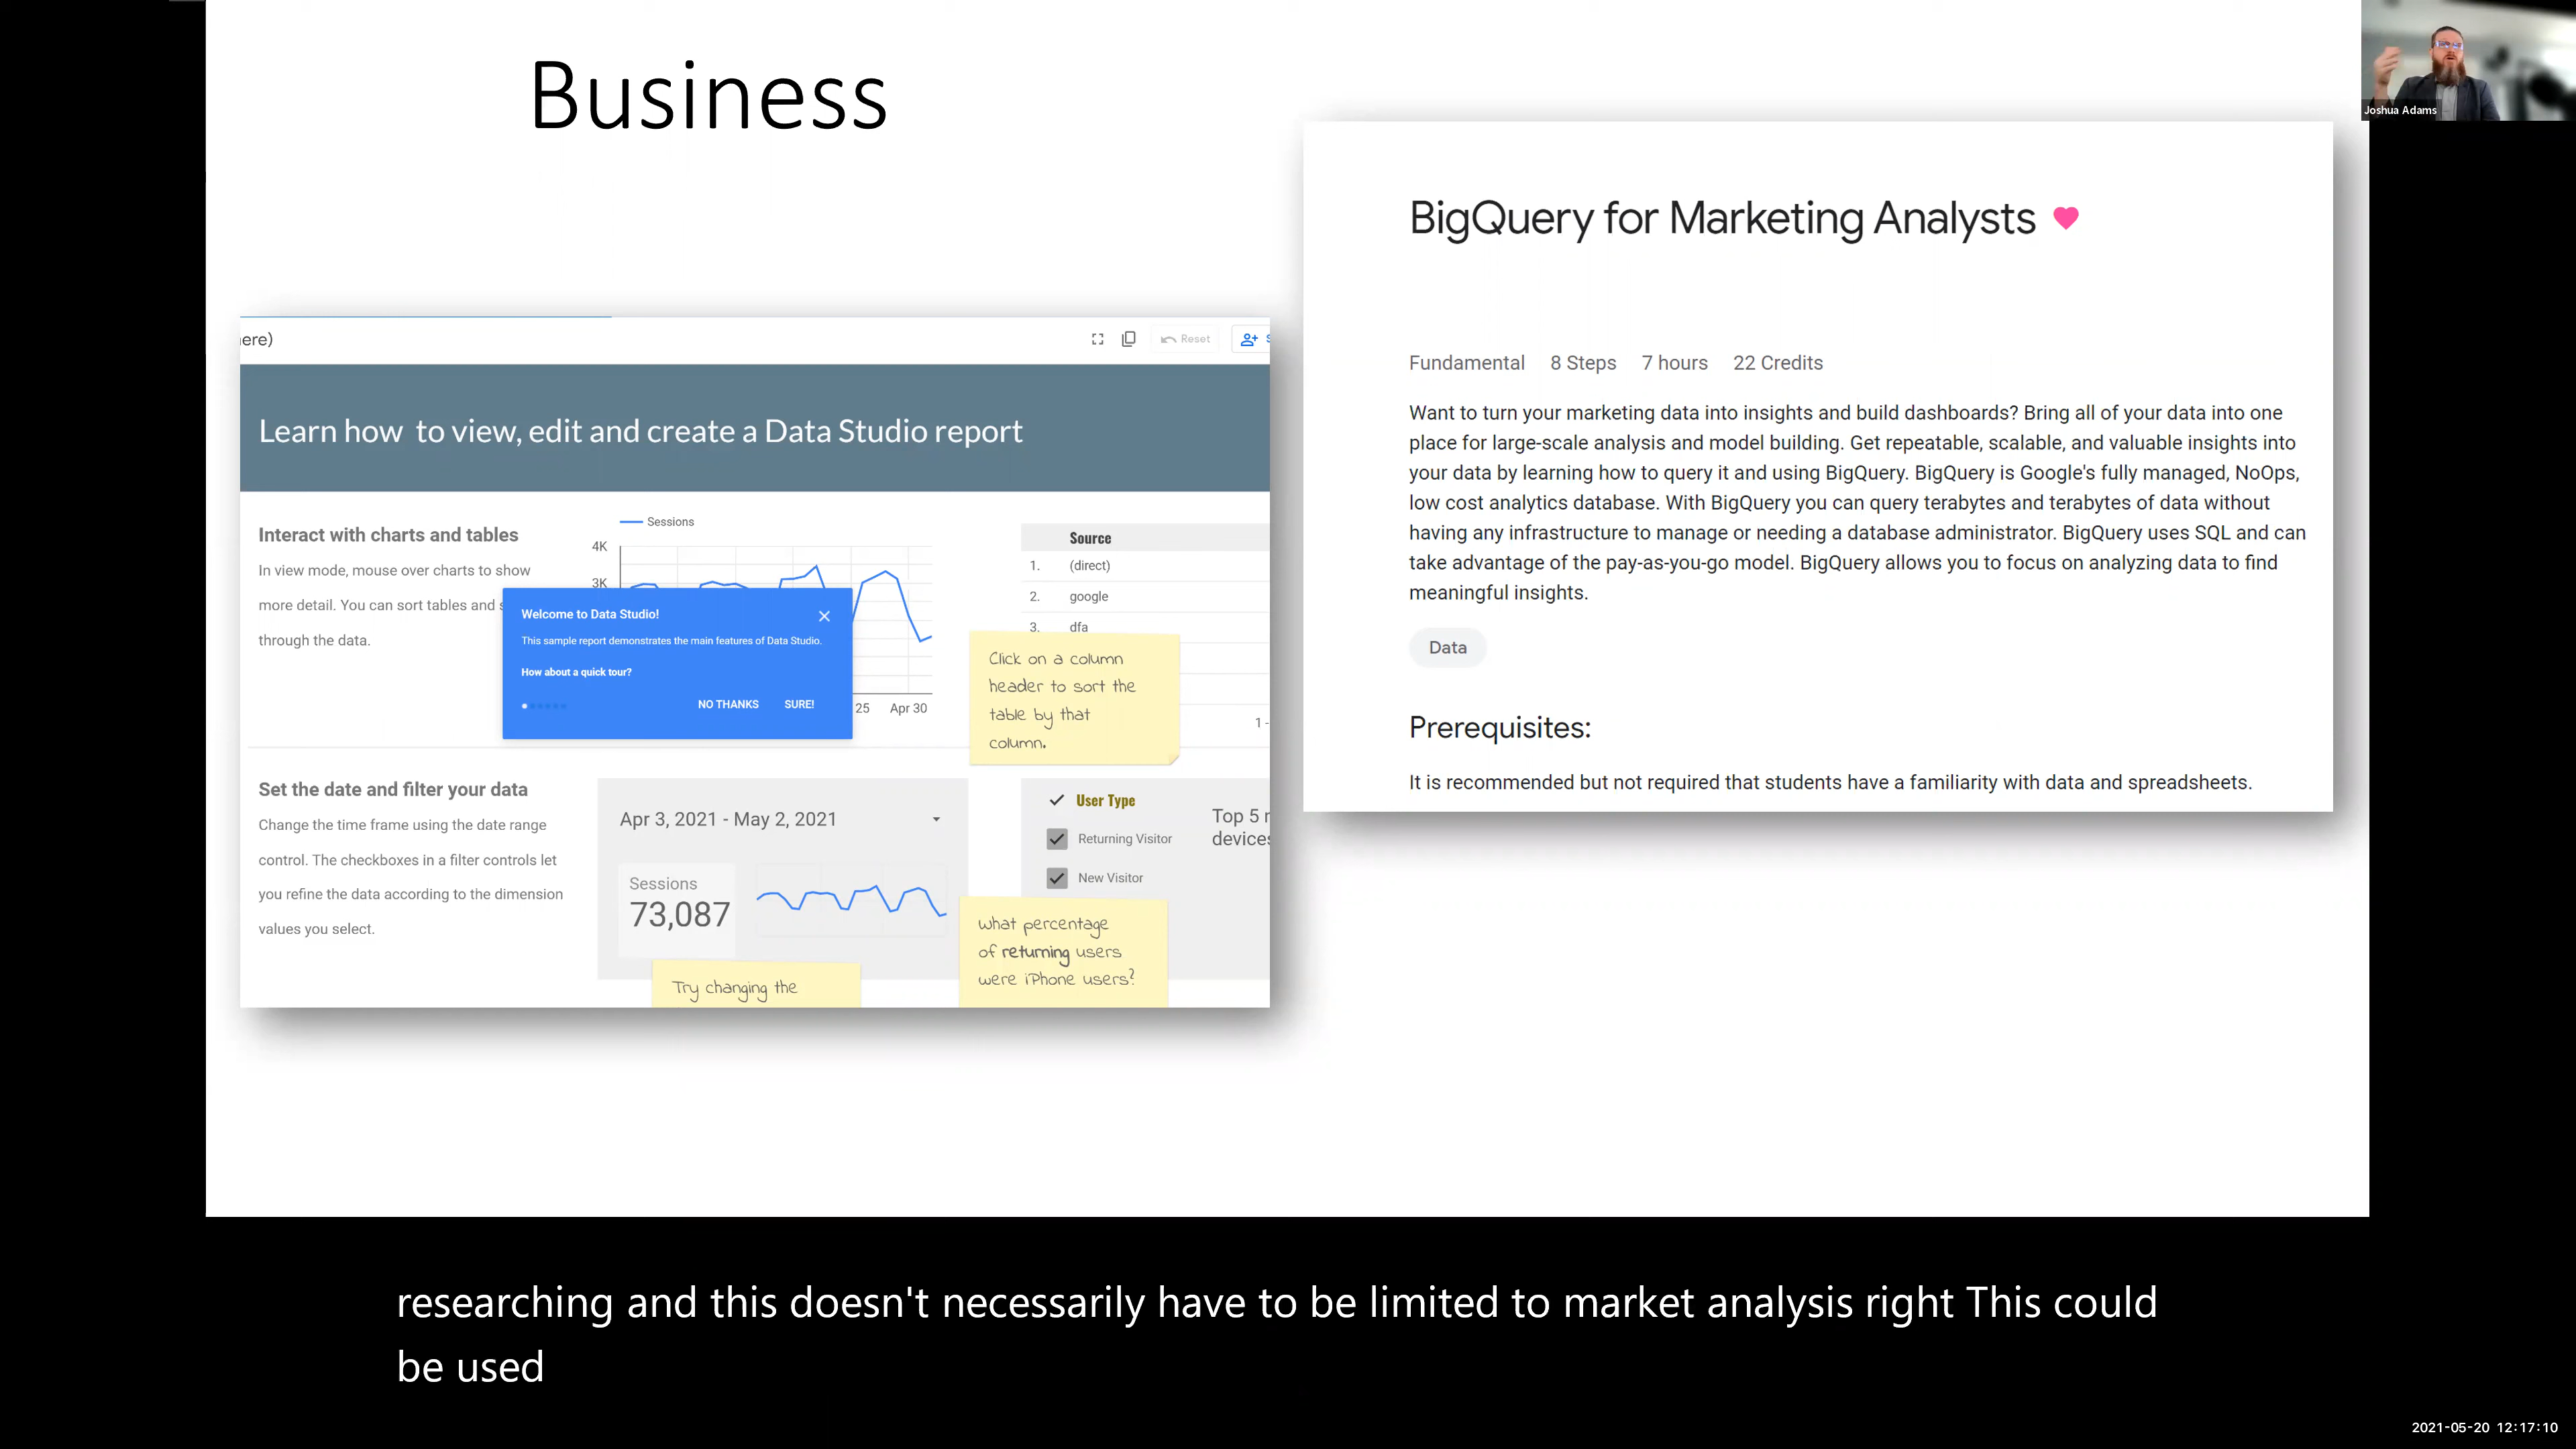 Business
Joshua Adams
BigQuery for Marketing Analysts
Fundamental 8 Steps 7 hours 22 Credits
Want to turn your marketing data into insights and build dashboards? Bring all of your data into one
place for large-scale analysis and model building. Get repeatable, scalable, and valuable insights into
your data by learning how to query it and using BigQuery. BigQuery is Google's fully managed, NoOps,
low cost analytics database. With BigQuery you can query terabytes and terabytes of data without
having any infrastructure to manage or needing a database administrator. BigQuery uses SQL and can
take advantage of the pay-as-you-go model. BigQuery allows you to focus on analyzing data to find
meaningful insights.
Data
Prerequisites:
It is recommended but not required that students have a familiarity with data and spreadsheets.
ere)
Reset
Learn how to view, edit and create a Data Studio report
Interact with charts and tables
In view mode, mouse over charts to show
more detail. You can sort tables and s
through the data.
Sessions
4K
3K
Welcome to Data Studio!
This sample report demonstrates the main features of Data Studio.
How about a quick tour?
NO THANKS SURE!
25 Apr 30
Source
1. (direct)
2. google
3. dfa
1 -
Click on a column
header to sort the
table by that
column.
Set the date and filter your data
Change the time frame using the date range
control. The checkboxes in a filter controls let
you refine the data according to the dimension
values you select.
Apr 3, 2021 - May 2, 2021
Sessions
73,087
Try changing the
User Type
Returning Visitor
New Visitor
Top 5
devices
What percentage
of returning users
were iPhone users?
researching and this doesn't necessarily have to be limited to market analysis right This could
be used
2021-05-20 12:17:10